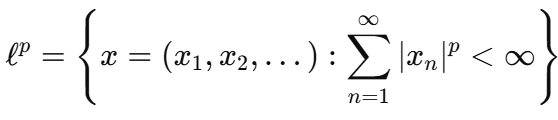 ℓ^p = { x = (x_1, x_2, . . . ) : ∑_{n=1}^{∞} |x_n|^p < ∞ }